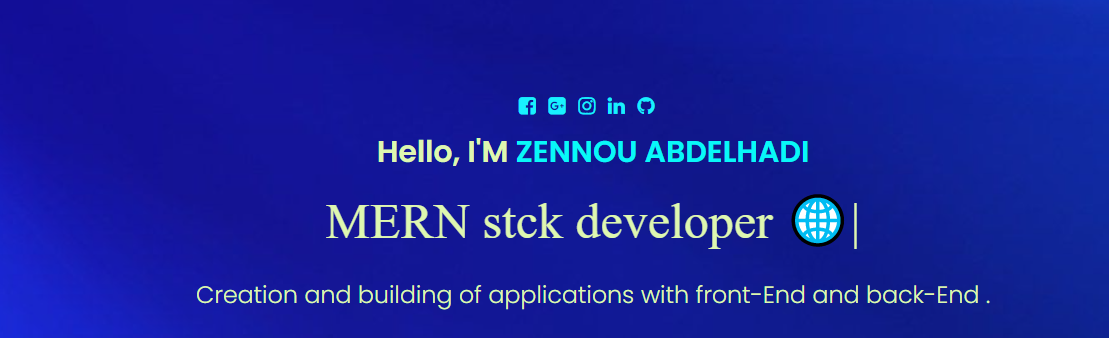 Hello, I'M ZENNOU ABDELHADI
MERN stck developer 🌐|
Creation and building of applications with front-End and back-End .